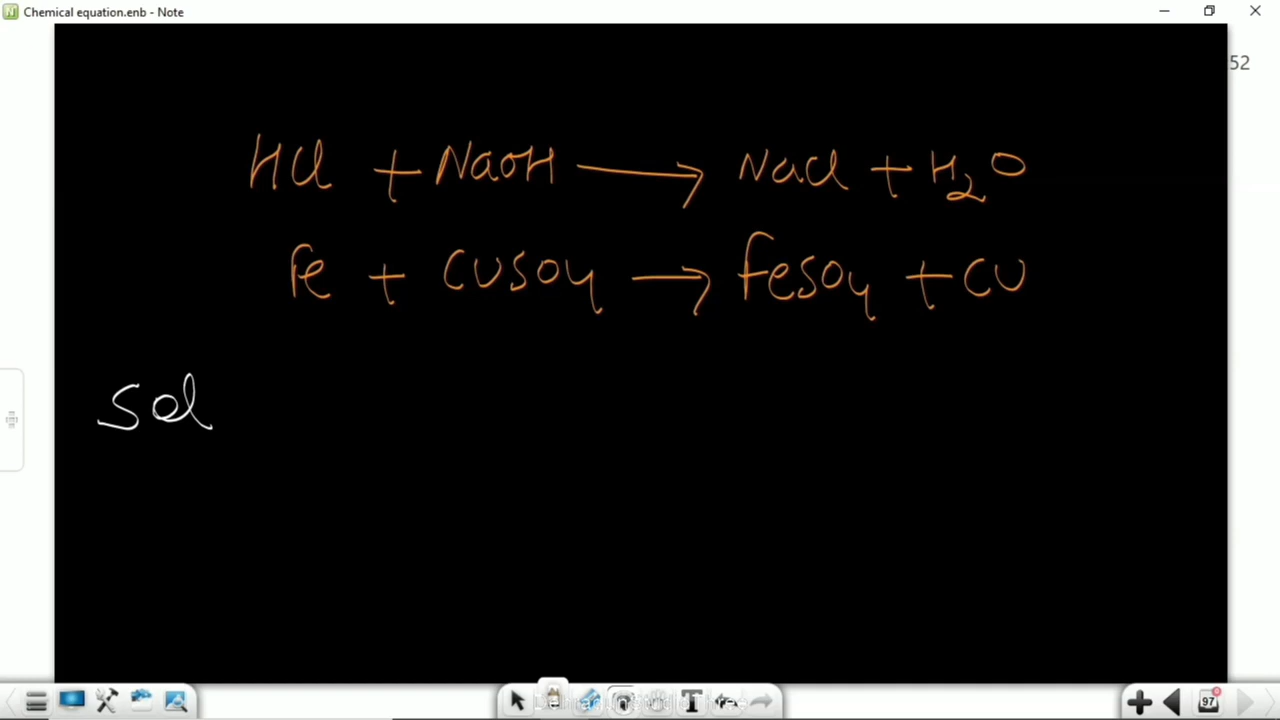 Chemical equation.enb - Note
52
HCl + NaOH → NaCl + H₂O
Fe + CUSO4 → FeSO4 + CU
Sol
97